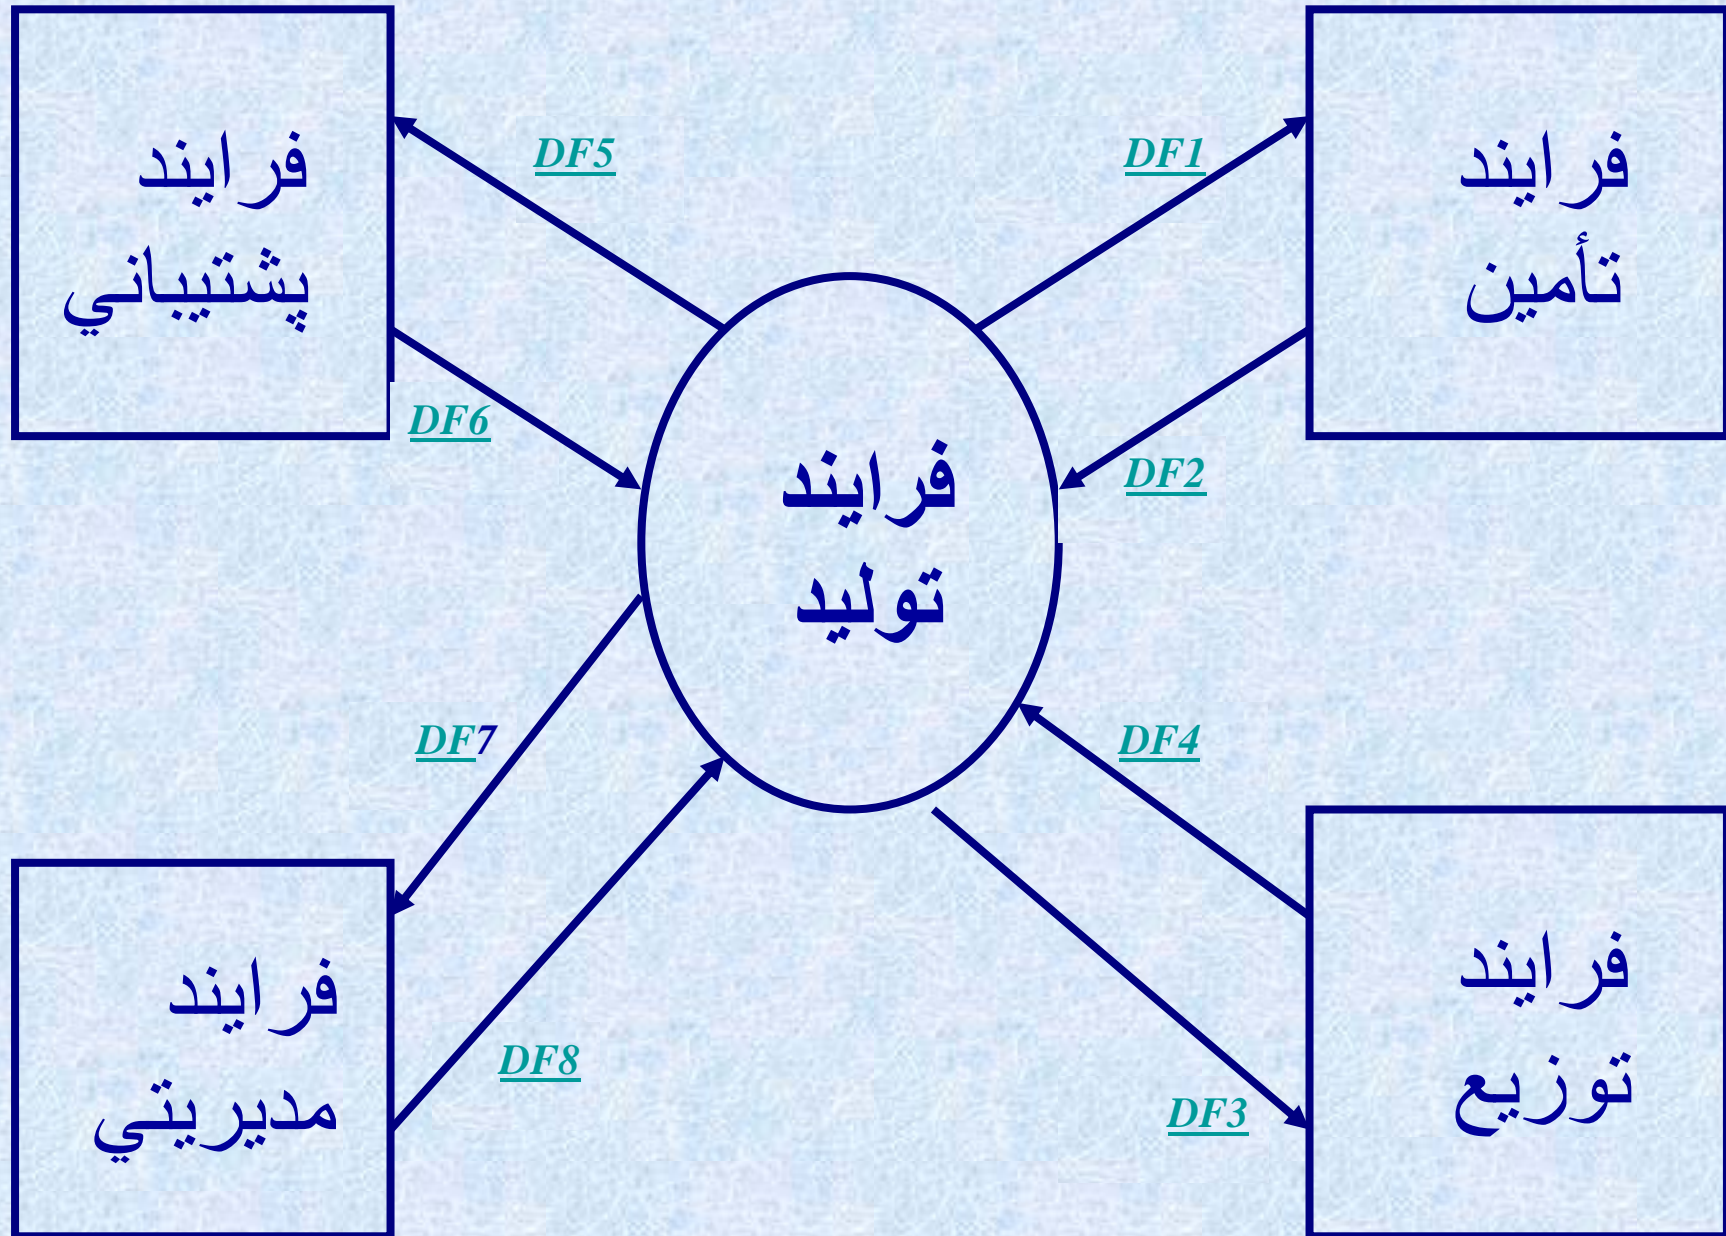 فرايند
تأمين
DF1
DF2
فرايند
پشتيباني
DF5
DF6
فرايند
توليد
DF7
DF8
DF4
DF3
فرايند
توزيع
فرايند
مديريتي